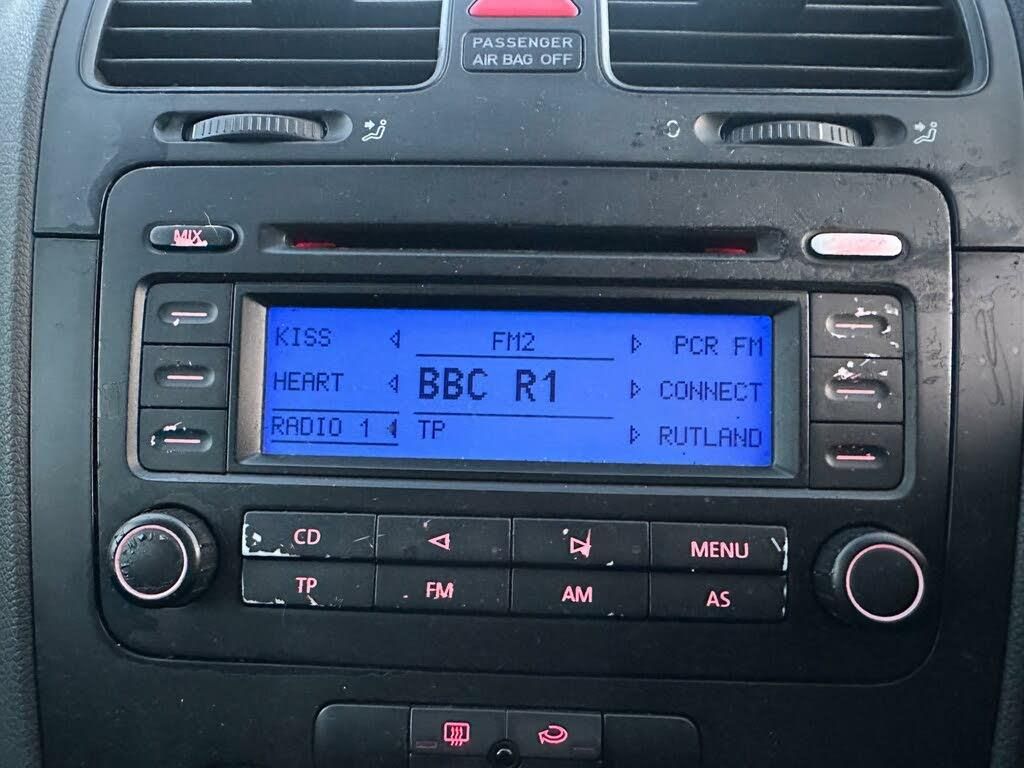 PASSENGER
AIR BAG OFF
MIX
KISS FM2 PCR FM
HEART BBC R1 CONNECT
RADIO 1 TP RUTLAND
CD MENU
TP FM AM AS